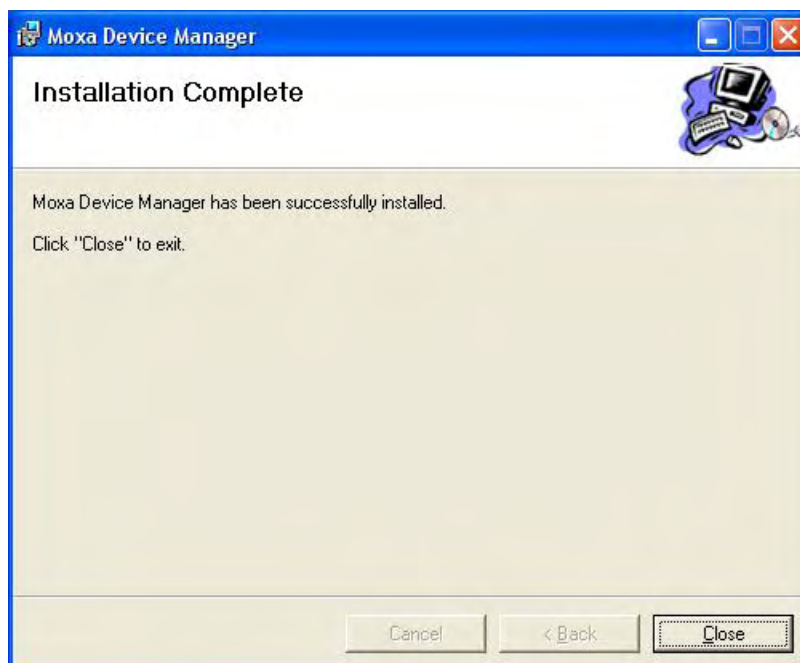 Moxa Device Manager
Installation Complete
Moxa Device Manager has been successfully installed.
Click "Close" to exit.
Cancel
< Back
Close